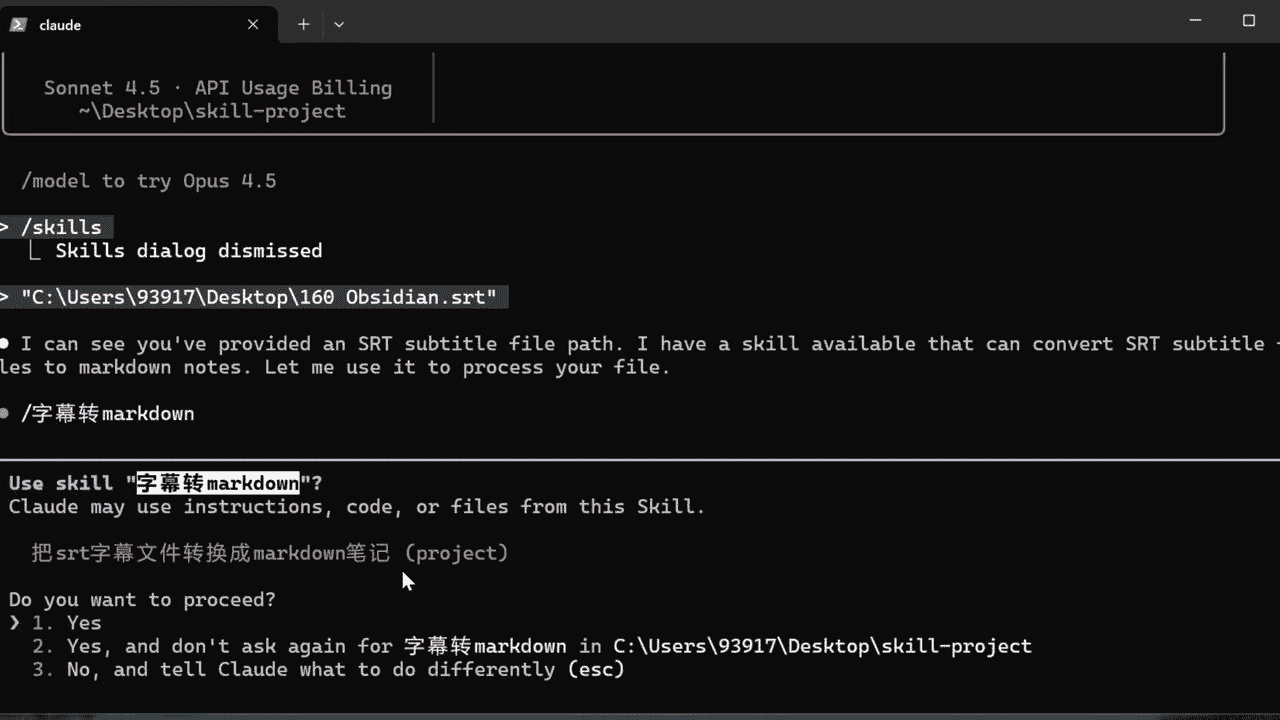 claude
Sonnet 4.5 · API Usage Billing
~\Desktop\skill-project
/model to try Opus 4.5
> /skills
Skills dialog dismissed
> "C:\Users\93917\Desktop\160 Obsidian.srt"
● I can see you've provided an SRT subtitle file path. I have a skill available that can convert SRT subtitle
les to markdown notes. Let me use it to process your file.
● /字幕转markdown
Use skill "字幕转markdown"?
Claude may use instructions, code, or files from this Skill.
把srt字幕文件转换成markdown笔记 (project)
Do you want to proceed?
❯ 1. Yes
2. Yes, and don't ask again for 字幕转markdown in C:\Users\93917\Desktop\skill-project
3. No, and tell Claude what to do differently (esc)